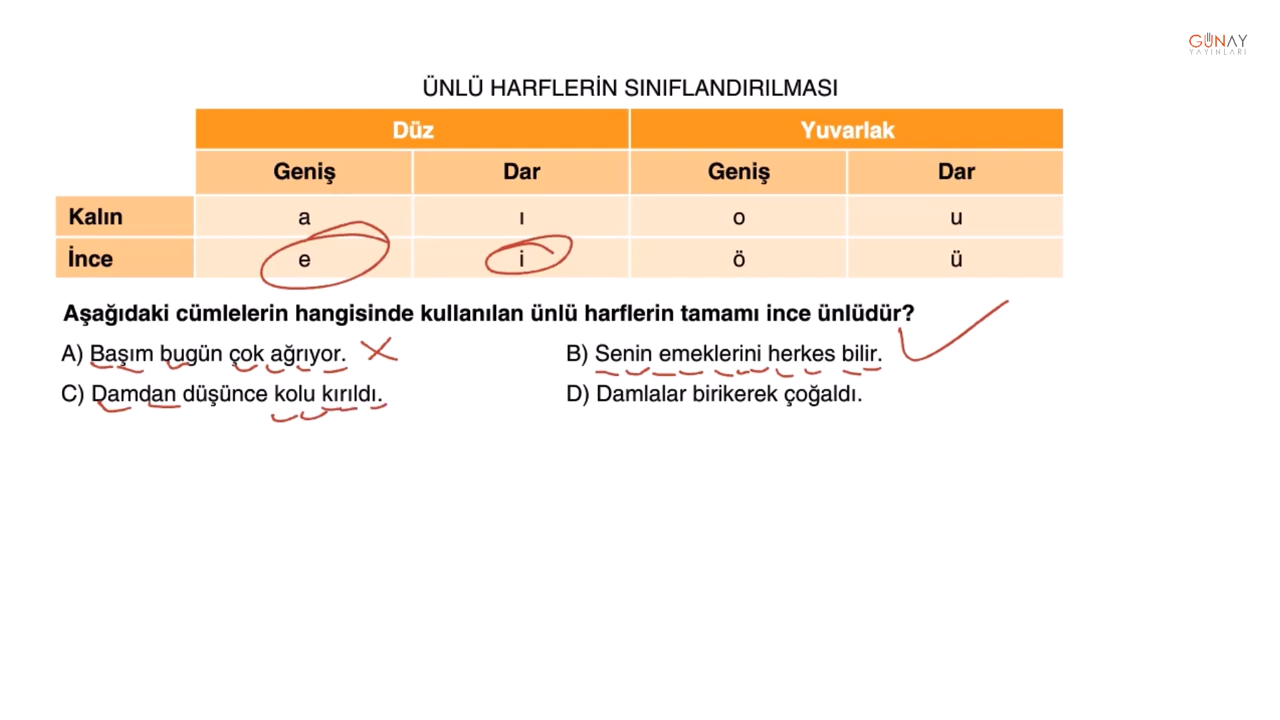 GÜNAY
YAYINLARI
ÜNLÜ HARFLERİN SINIFLANDIRILMASI
Düz Yuvarlak
Geniş Dar Geniş Dar
Kalın a ı o u
İnce e i ö ü
Aşağıdaki cümlelerin hangisinde kullanılan ünlü harflerin tamamı ince ünlüdür?
A) Başım bugün çok ağrıyor. B) Senin emeklerini herkes bilir.
C) Damdan düşünce kolu kırıldı. D) Damlalar birikerek çoğaldı.